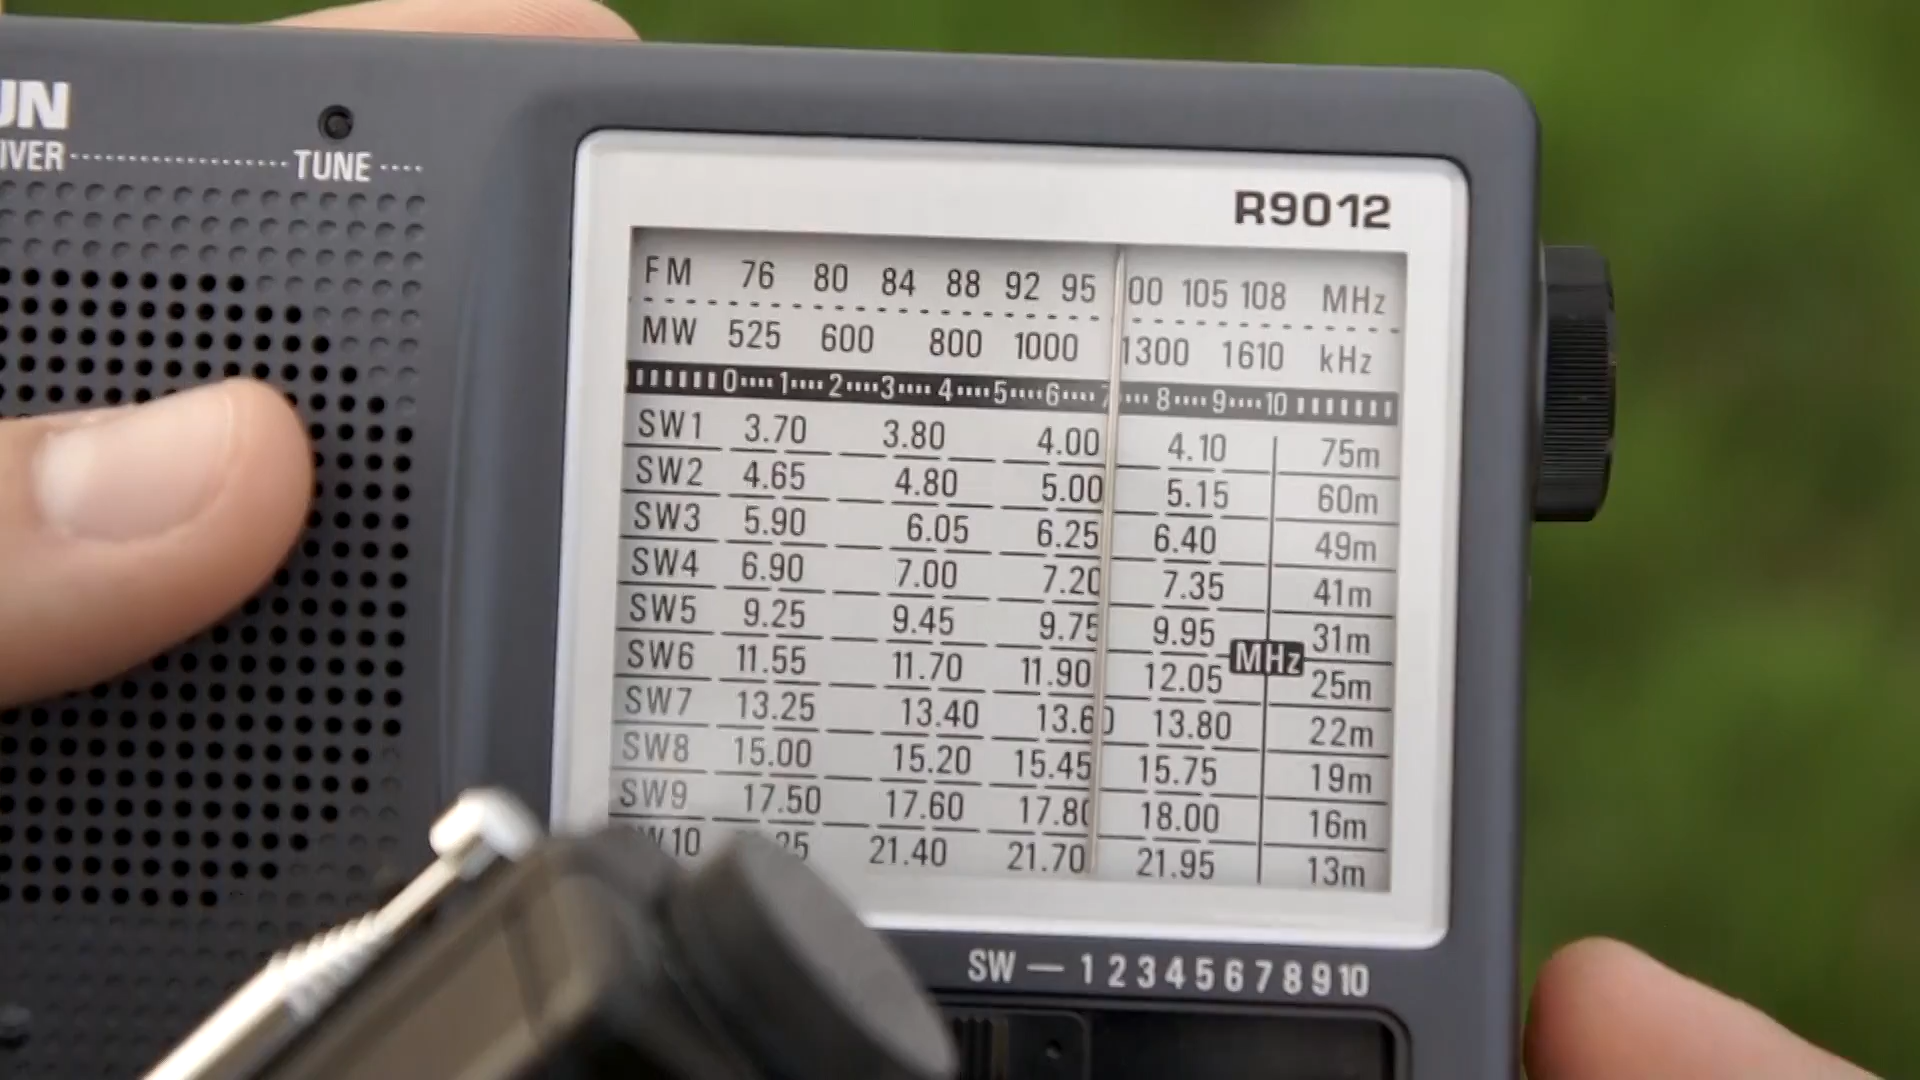 TUNE
R9012
FM 76 80 84 88 92 95 00 105 108 MHz
MW 525 600 800 1000 1300 1610 kHz
0 1 2 3 4 5 6 7 8 9 10
SW1 3.70 3.80 4.00 4.10 75m
SW2 4.65 4.80 5.00 5.15 60m
SW3 5.90 6.05 6.25 6.40 49m
SW4 6.90 7.00 7.20 7.35 41m
SW5 9.25 9.45 9.75 9.95 31m
MHz
SW6 11.55 11.70 11.90 12.05 25m
SW7 13.25 13.40 13.60 13.80 22m
SW8 15.00 15.20 15.45 15.75 19m
SW9 17.50 17.60 17.80 18.00 16m
W10 25 21.40 21.70 21.95 13m
SW — 1 2 3 4 5 6 7 8 9 10